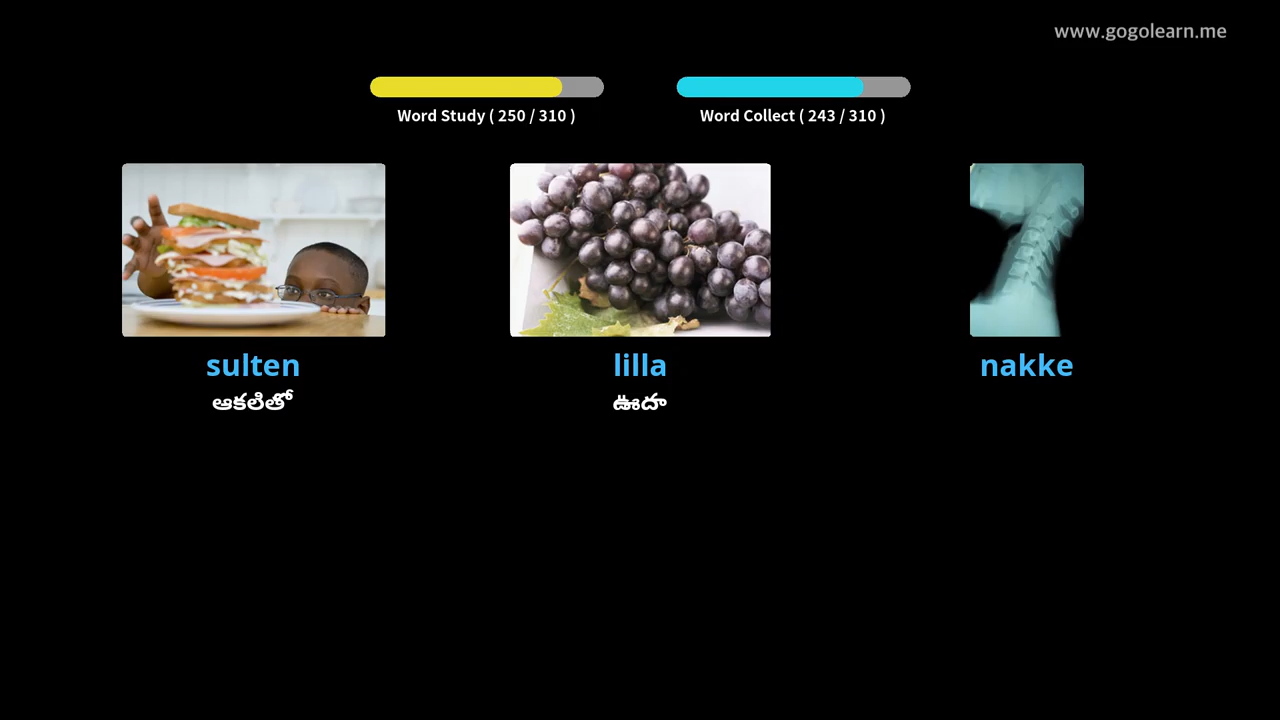 www.gogolearn.me
Word Study ( 250 / 310 )
Word Collect ( 243 / 310 )
sulten
lilla
nakke
ఆకలితో
ఊదా